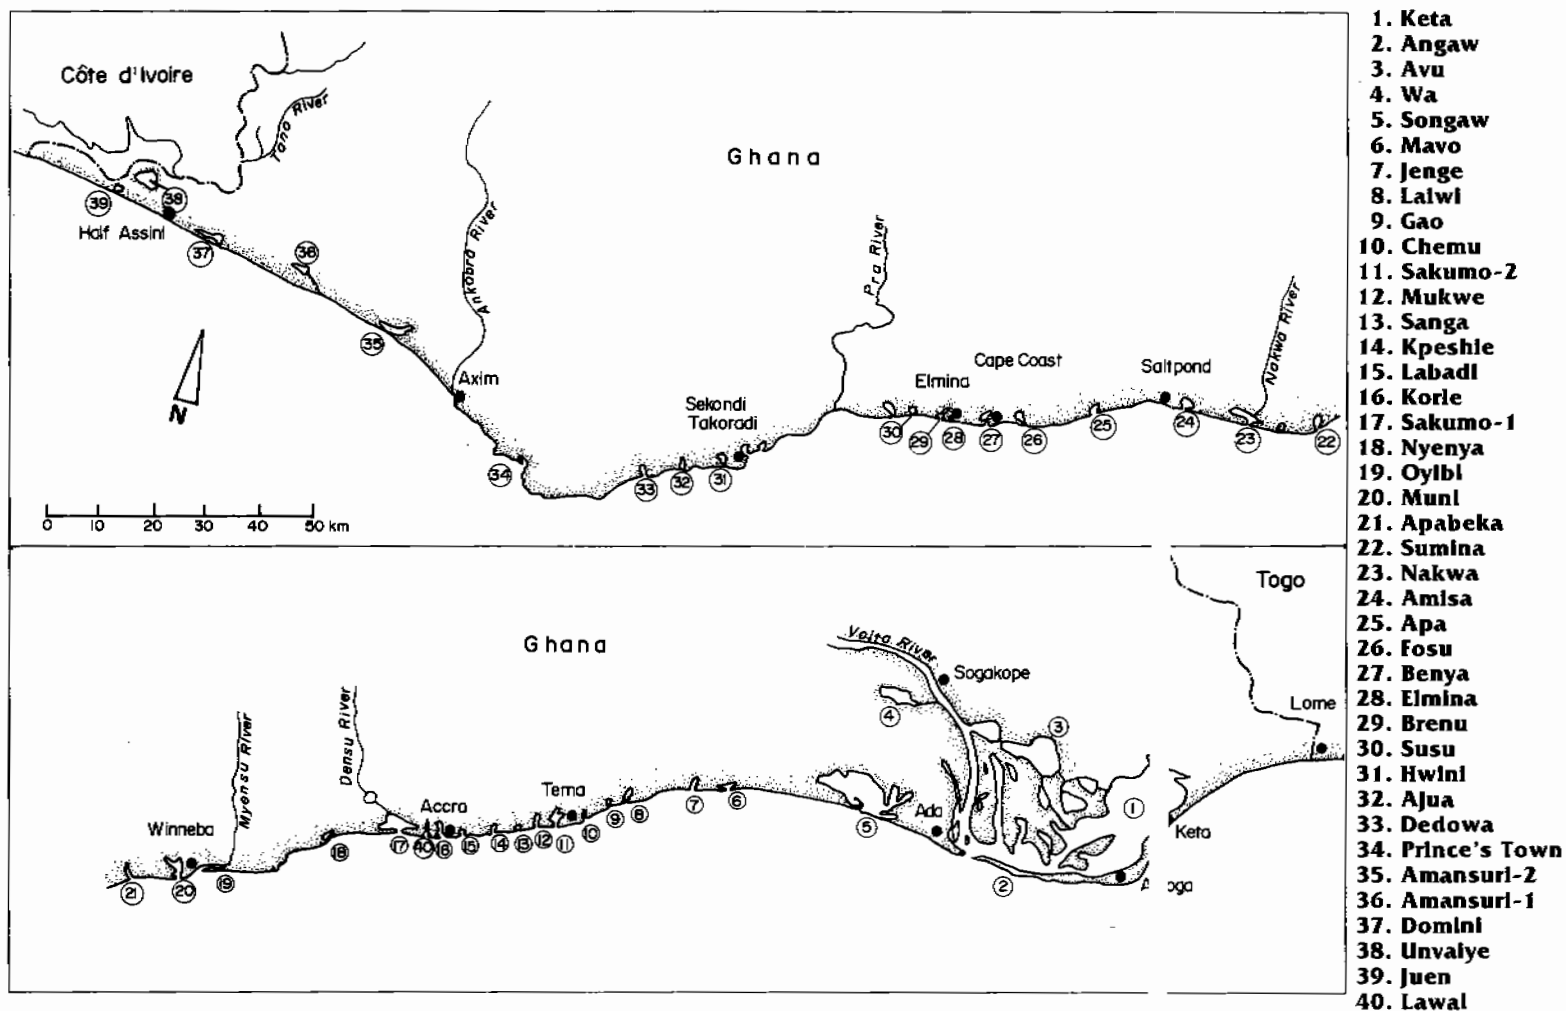 Côte d'Ivoire
Tano River
Ghana
39
38
Half Assini
37
36
Ankobra River
Pra River
Nakwa River
35
Axim
Cape Coast
Saltpond
Elmina
Sekondi
Takoradi
34
33
32
31
30
29
28
27
26
25
24
23
22
N
0 10 20 30 40 50 km
Togo
Ghana
Volta River
Sogakope
Lome
Densu River
Myensu River
4
3
Tema
Accra
Winneba
Ada
1
Keta
21
20
19
18
17
40
16
15
14
13
12
11
10
9
8
7
6
5
2
A
oga
1. Keta
2. Angaw
3. Avu
4. Wa
5. Songaw
6. Mavo
7. Jenge
8. Laiwi
9. Gao
10. Chemu
11. Sakumo-2
12. Mukwe
13. Sanga
14. Kpeshie
15. Labadi
16. Korle
17. Sakumo-1
18. Nyenya
19. Oyibi
20. Muni
21. Apabeka
22. Sumina
23. Nakwa
24. Amisa
25. Apa
26. Fosu
27. Benya
28. Elmina
29. Brenu
30. Susu
31. Hwini
32. Ajua
33. Dedowa
34. Prince's Town
35. Amansuri-2
36. Amansuri-1
37. Domini
38. Unvaiye
39. Juen
40. Lawai